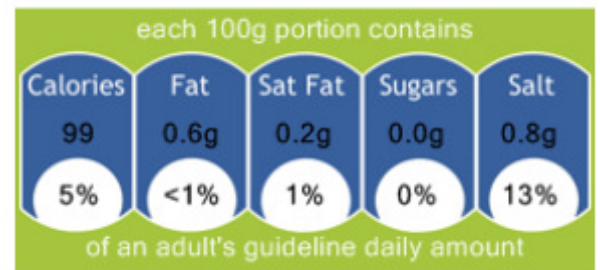 each 100g portion contains
Calories Fat Sat Fat Sugars Salt
99 0.6g 0.2g 0.0g 0.8g
5% <1% 1% 0% 13%
of an adult's guideline daily amount